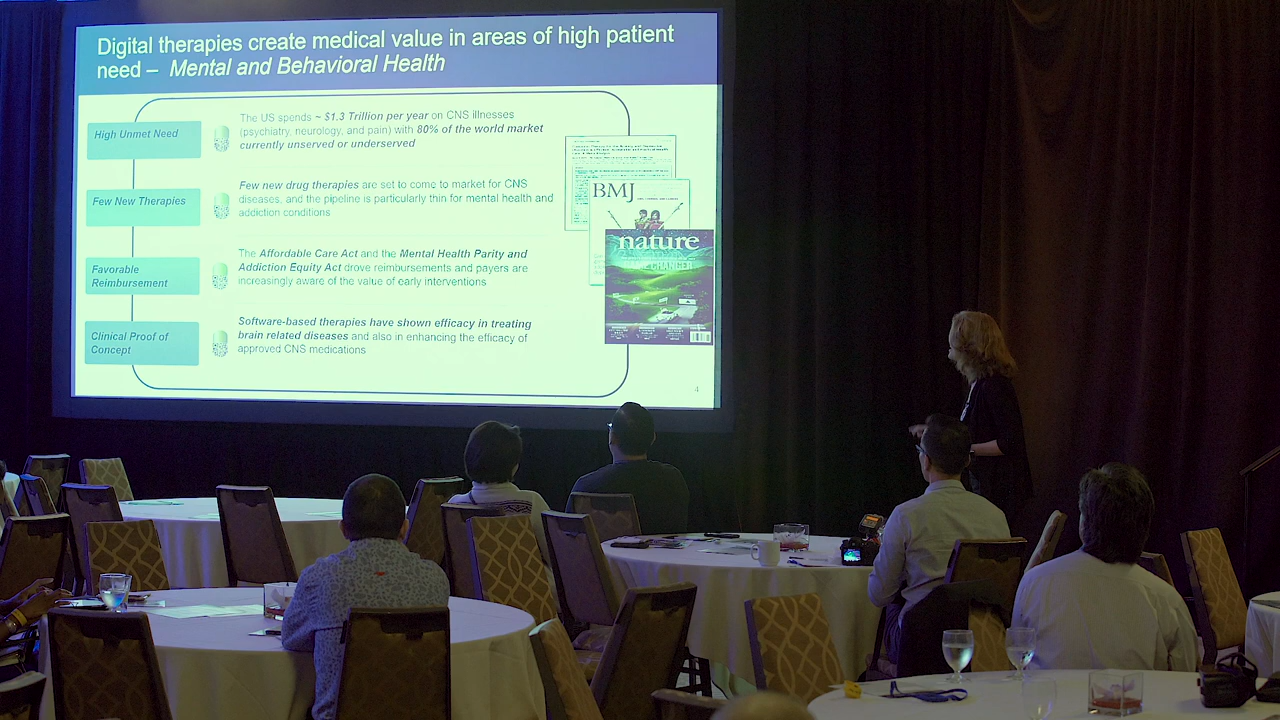 Digital therapies create medical value in areas of high patient
need – Mental and Behavioral Health
High Unmet Need
The US spends ~ $1.3 Trillion per year on CNS illnesses
(psychiatry, neurology, and pain) with 80% of the world market
currently unserved or underserved
Few New Therapies
Few new drug therapies are set to come to market for CNS
diseases, and the pipeline is particularly thin for mental health and
addiction conditions
Favorable
Reimbursement
The Affordable Care Act and the Mental Health Parity and
Addiction Equity Act drove reimbursements and payers are
increasingly aware of the value of early interventions
Clinical Proof of
Concept
Software-based therapies have shown efficacy in treating
brain related diseases and also in enhancing the efficacy of
approved CNS medications
BMJ
nature
CHANGER
4